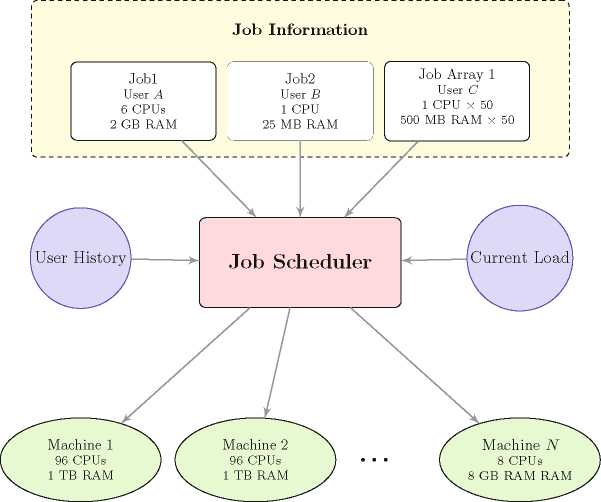 Job Information
Job1
User A
6 CPUs
2 GB RAM
Job2
User B
1 CPU
25 MB RAM
Job Array 1
User C
1 CPU × 50
500 MB RAM × 50
User History
Job Scheduler
Current Load
Machine 1
96 CPUs
1 TB RAM
Machine 2
96 CPUs
1 TB RAM
...
Machine N
8 CPUs
8 GB RAM RAM